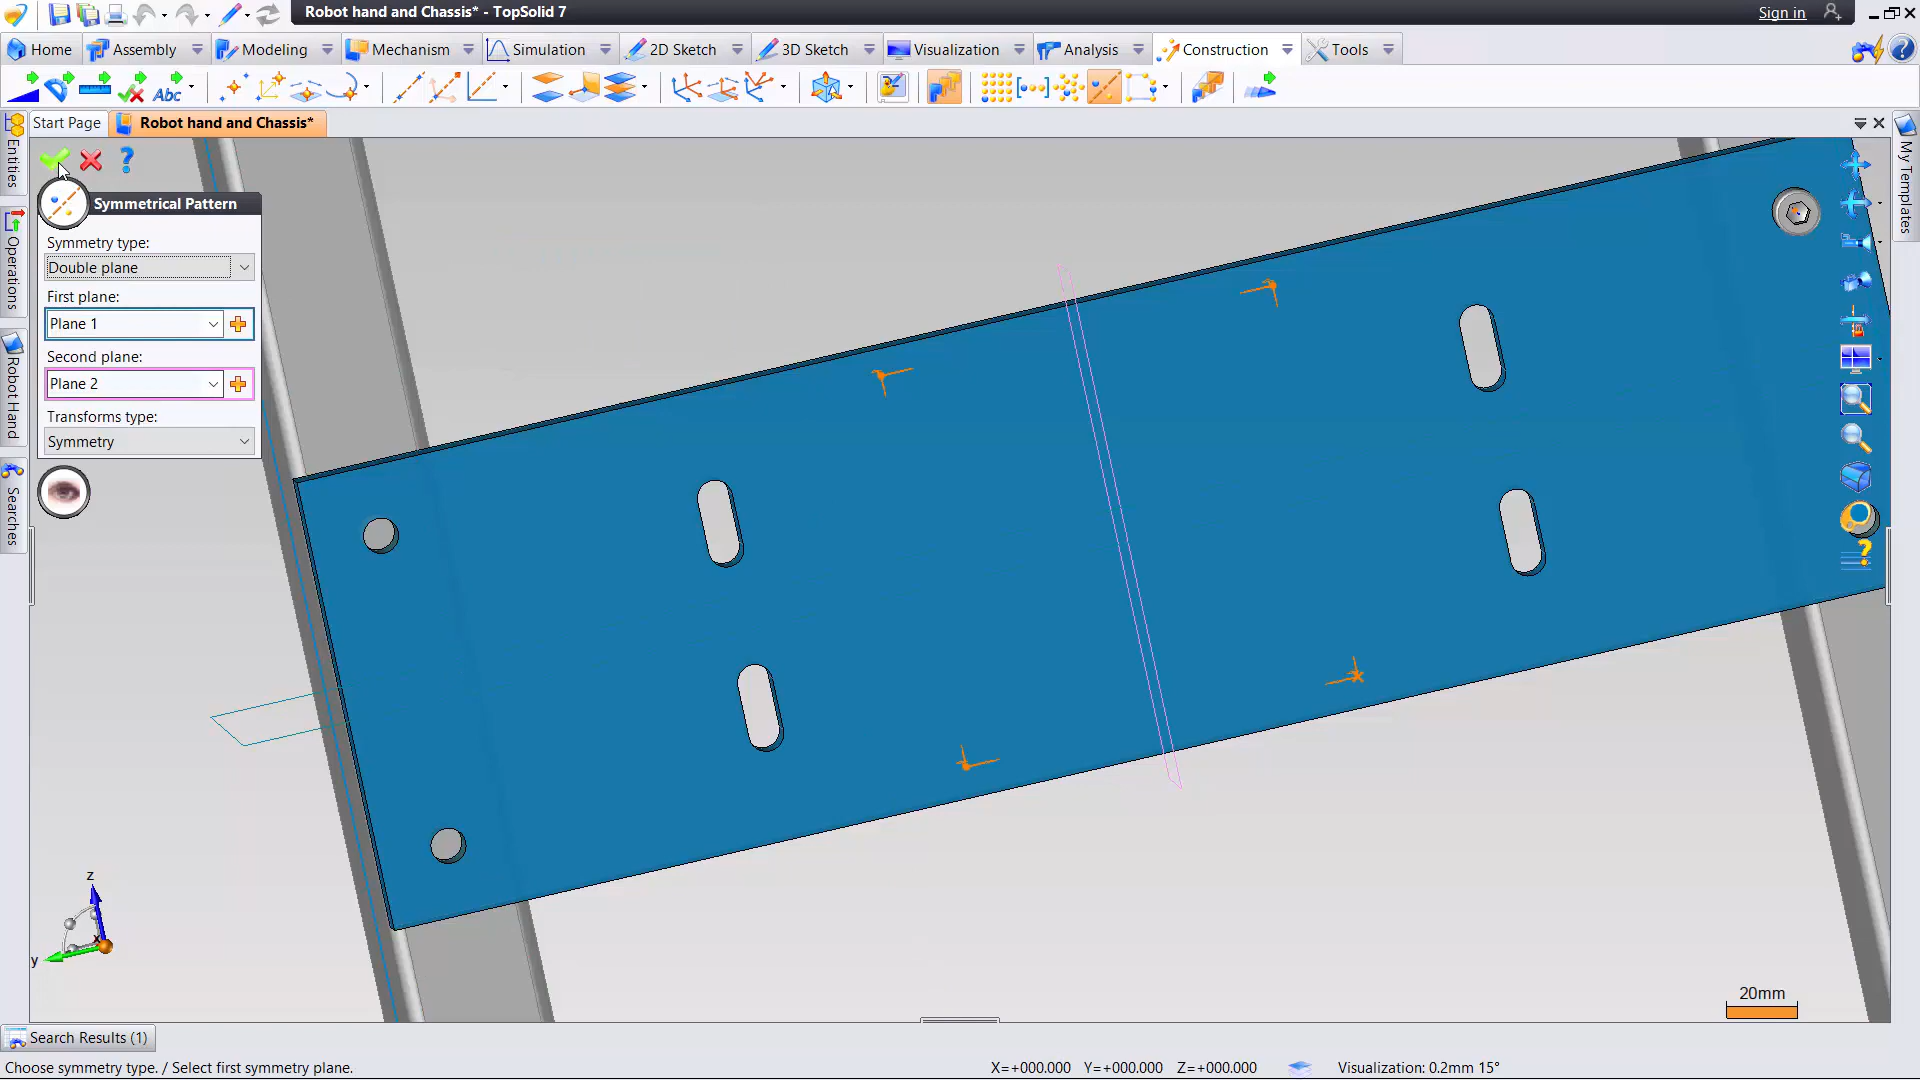 Robot hand and Chassis* - TopSolid 7
Sign in
Home
Assembly
Modeling
Mechanism
Simulation
2D Sketch
3D Sketch
Visualization
Analysis
Construction
Tools
Abc
Start Page
Robot hand and Chassis*
Entities
Operations
Robot Hand
Searches
My Templates
Symmetrical Pattern
Symmetry type:
Double plane
First plane:
Plane 1
Second plane:
Plane 2
Transforms type:
Symmetry
z
x
y
20mm
Search Results (1)
Choose symmetry type. / Select first symmetry plane.
X=+000.000 Y=+000.000 Z=+000.000
Visualization: 0.2mm 15°